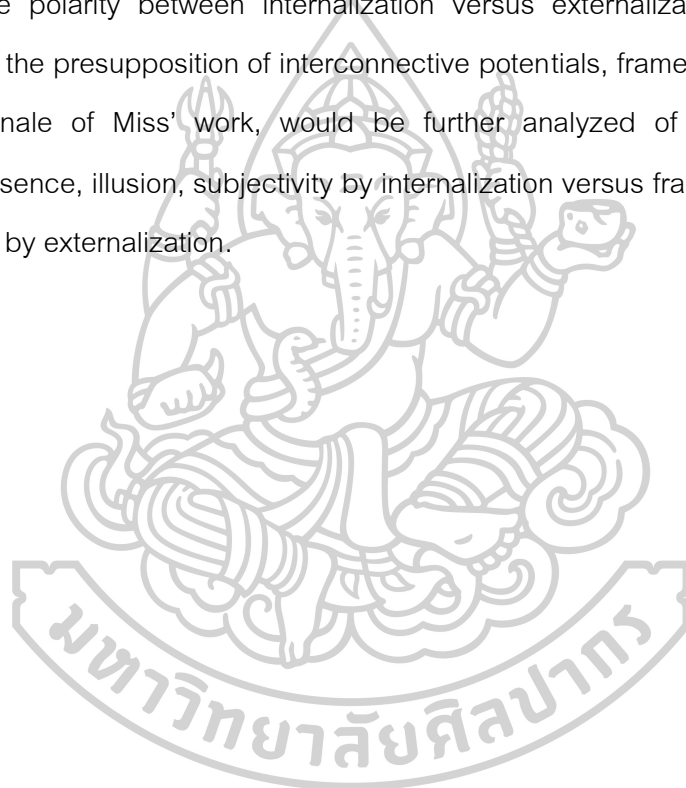 polarity between internalization versus externaliza
the presupposition of interconnective potentials, frame
nale of Miss' work, would be further analyzed of
sence, illusion, subjectivity by internalization versus fra
by externalization.
มหาวิทยาลัยศิลปากร